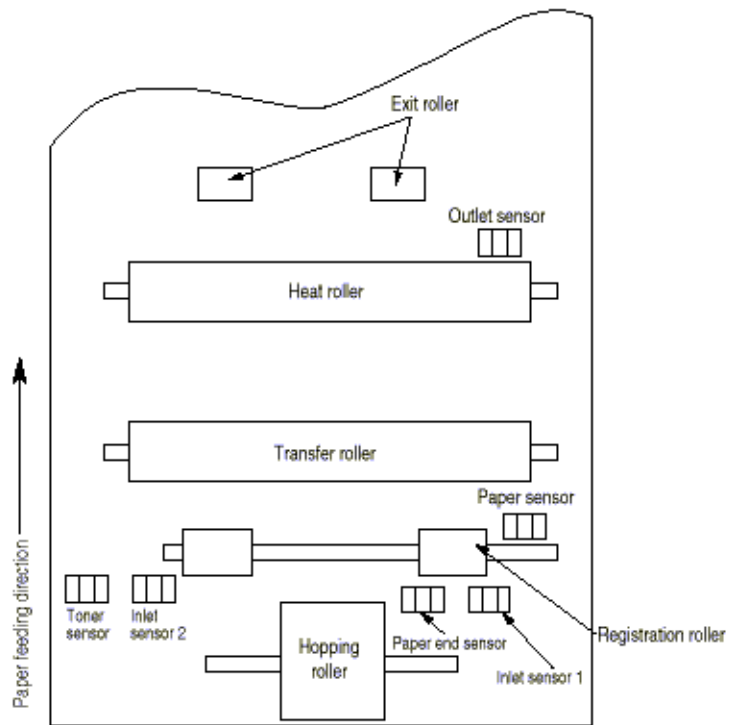 Exit roller
Outlet sensor
Heat roller
Transfer roller
Paper sensor
Toner
sensor
Inlet
sensor 2
Paper end sensor
Inlet sensor 1
Registration roller
Hopping
roller
Paper feeding direction